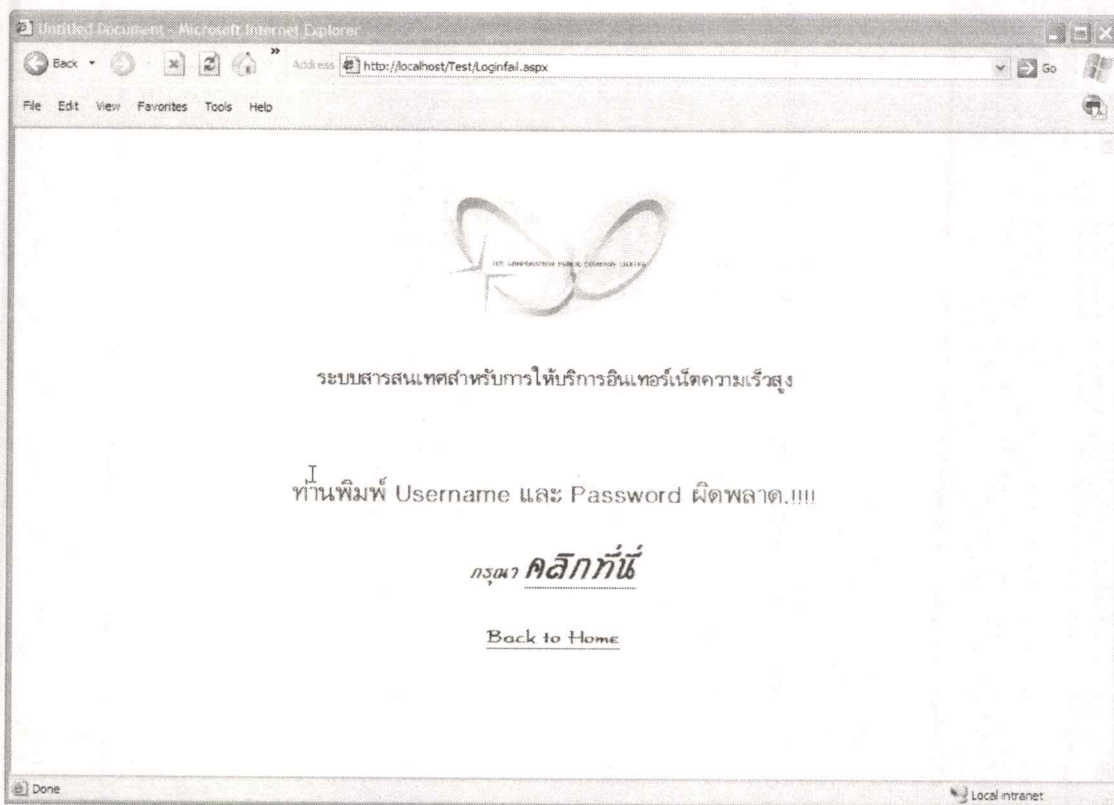 Untitled Document - Microsoft Internet Explorer
Back Address http://localhost/Test/Loginfail.aspx Go
File Edit View Favorites Tools Help
TOT CORPORATION PUBLIC COMPANY LIMITED
ระบบสารสนเทศสำหรับการให้บริการอินเทอร์เน็ตความเร็วสูง
ท่านพิมพ์ Username และ Password ผิดพลาด.!!!!
กรุณา คลิกที่นี่
Back to Home
Done Local intranet